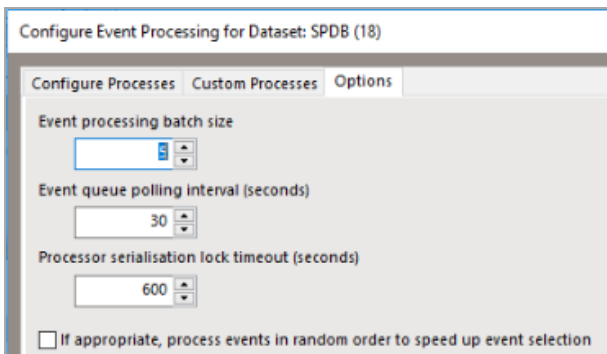 Configure Event Processing for Dataset: SPDB (18)
Configure Processes Custom Processes Options
Event processing batch size
5
Event queue polling interval (seconds)
30
Processor serialisation lock timeout (seconds)
600
If appropriate, process events in random order to speed up event selection